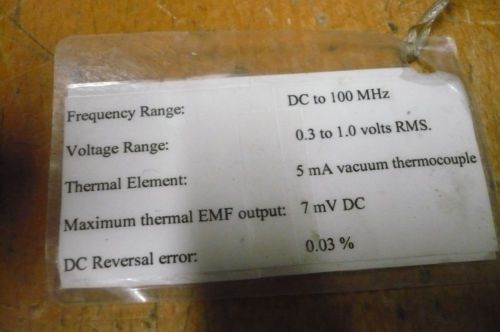 Frequency Range: DC to 100 MHz
Voltage Range: 0.3 to 1.0 volts RMS.
Thermal Element: 5 mA vacuum thermocouple
Maximum thermal EMF output: 7 mV DC
DC Reversal error: 0.03 %